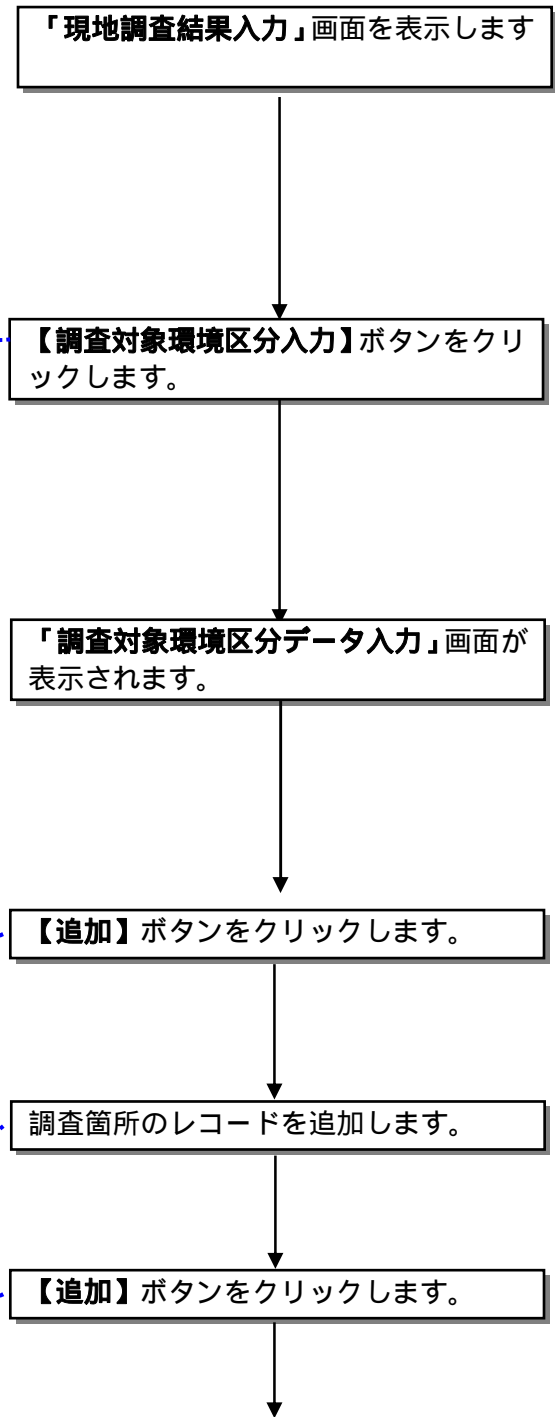 「現地調査結果入力」画面を表示します
【調査対象環境区分入力】ボタンをクリ
ックします。
「調査対象環境区分データ入力」画面が
表示されます。
【追加】ボタンをクリックします。
調査箇所のレコードを追加します。
【追加】ボタンをクリックします。